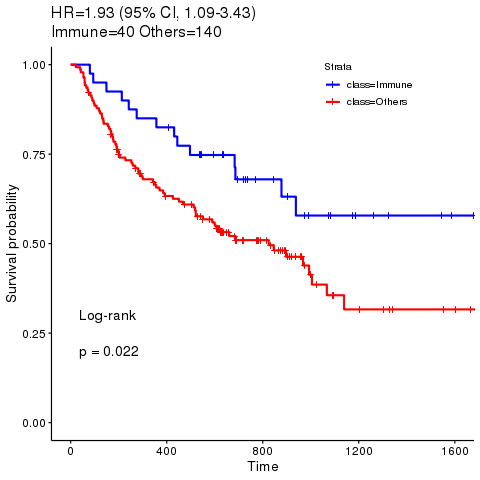 HR=1.93 (95% CI, 1.09-3.43)
Immune=40 Others=140
Strata
class=Immune
class=Others
1.00
0.75
0.50
0.25
0.00
Survival probability
Log-rank
p = 0.022
0 400 800 1200 1600
Time